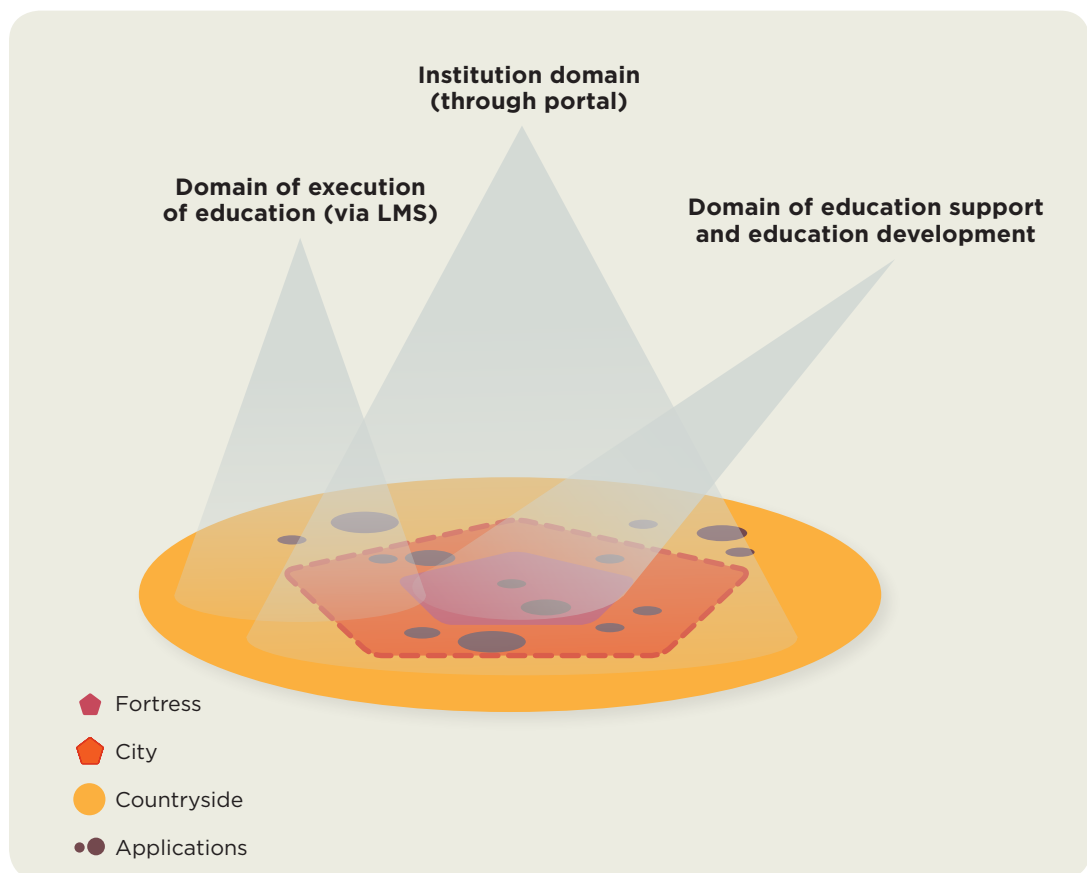 Institution domain
(through portal)
Domain of execution
of education (via LMS)
Domain of education support
and education development
Fortress
City
Countryside
Applications